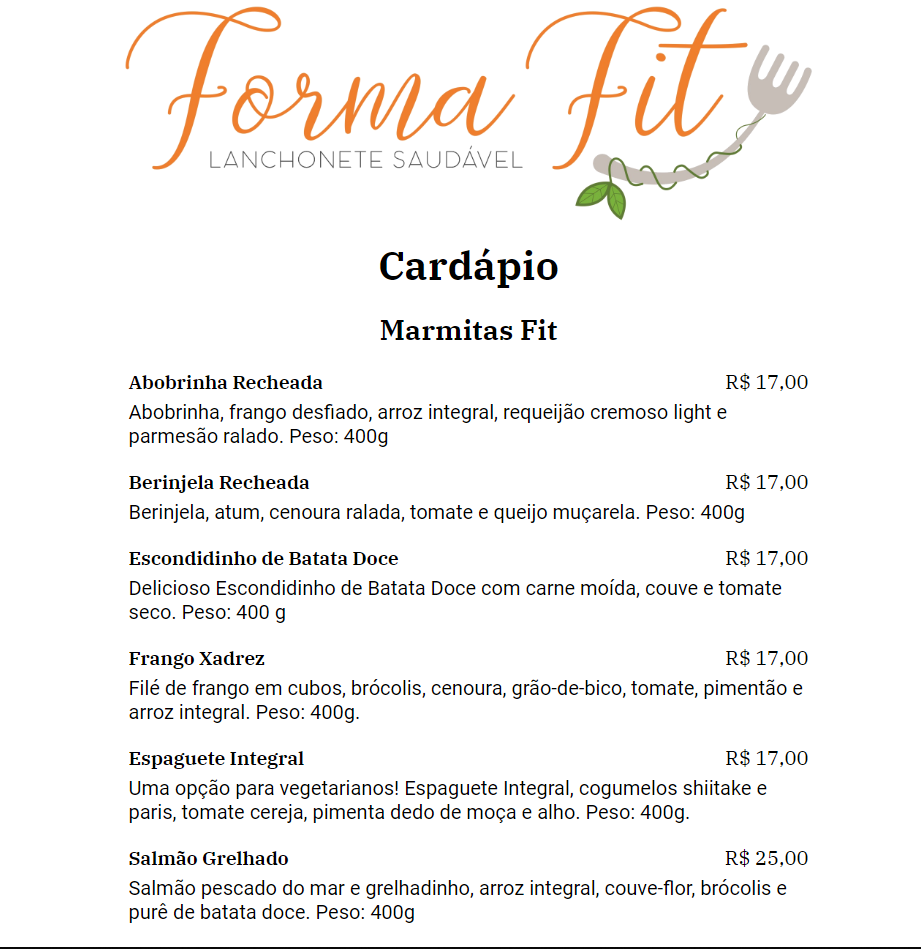 Forma Fit
LANCHONETE SAUDÁVEL
Cardápio
Marmitas Fit
Abobrinha Recheada R$ 17,00
Abobrinha, frango desfiado, arroz integral, requeijão cremoso light e
parmesão ralado. Peso: 400g
Berinjela Recheada R$ 17,00
Berinjela, atum, cenoura ralada, tomate e queijo muçarela. Peso: 400g
Escondidinho de Batata Doce R$ 17,00
Delicioso Escondidinho de Batata Doce com carne moída, couve e tomate
seco. Peso: 400 g
Frango Xadrez R$ 17,00
Filé de frango em cubos, brócolis, cenoura, grão-de-bico, tomate, pimentão e
arroz integral. Peso: 400g.
Espaguete Integral R$ 17,00
Uma opção para vegetarianos! Espaguete Integral, cogumelos shiitake e
paris, tomate cereja, pimenta dedo de moça e alho. Peso: 400g.
Salmão Grelhado R$ 25,00
Salmão pescado do mar e grelhadinho, arroz integral, couve-flor, brócolis e
purê de batata doce. Peso: 400g